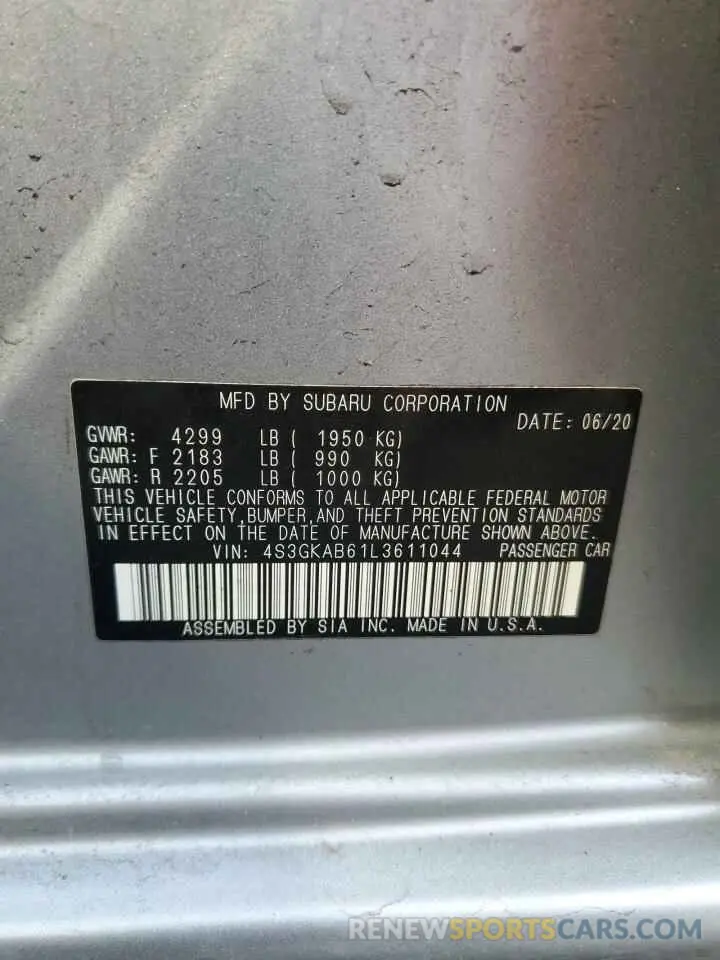 MFD BY SUBARU CORPORATION
DATE: 06/20
GVWR: 4299 LB ( 1950 KG)
GAWR: F 2183 LB ( 990 KG)
GAWR: R 2205 LB ( 1000 KG)
THIS VEHICLE CONFORMS TO ALL APPLICABLE FEDERAL MOTOR
VEHICLE SAFETY, BUMPER, AND THEFT PREVENTION STANDARDS
IN EFFECT ON THE DATE OF MANUFACTURE SHOWN ABOVE.
VIN: 4S3GKAB61L3611044 PASSENGER CAR
ASSEMBLED BY SIA INC. MADE IN U.S.A.
RENEWSPORTSCARS.COM